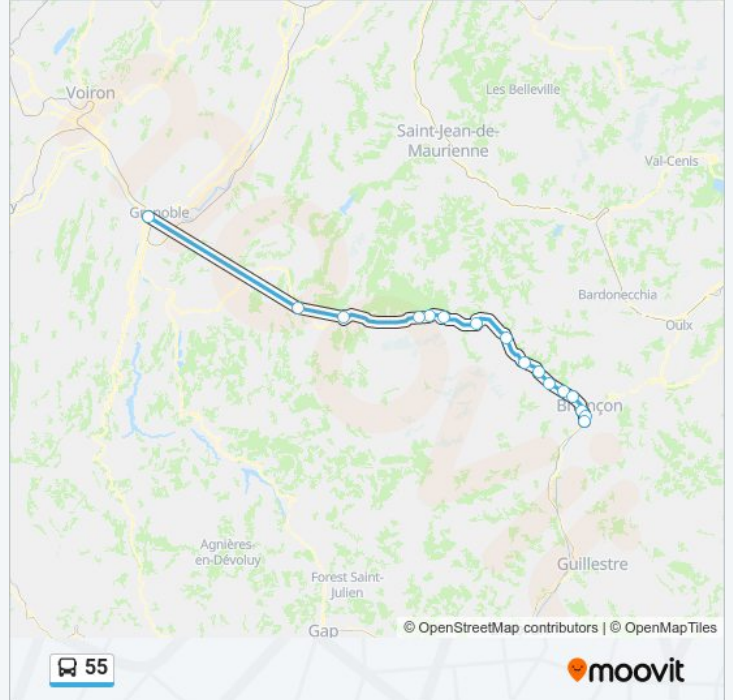 Voiron
Les Belleville
Saint-Jean-de-
Maurienne
Val-Cenis
Grenoble
Bardonecchia
Oulx
Briançon
Agnières-
en-Dévoluy
Forest Saint-
Julien
Guillestre
Gap
© OpenStreetMap contributors | © OpenMapTiles
55
moovit